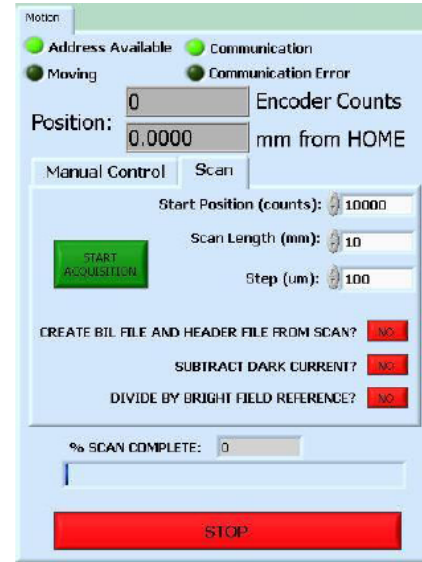 Motion
Address Available Communication
Moving Communication Error
Position:
0 Encoder Counts
0.0000 mm from HOME
Manual Control Scan
Start Position (counts): 10000
Scan Length (mm): 10
START
ACQUISITION
Step (um): 100
CREATE BIL FILE AND HEADER FILE FROM SCAN? NO
SUBTRACT DARK CURRENT? NO
DIVIDE BY BRIGHT FIELD REFERENCE? NO
% SCAN COMPLETE: 0
STOP